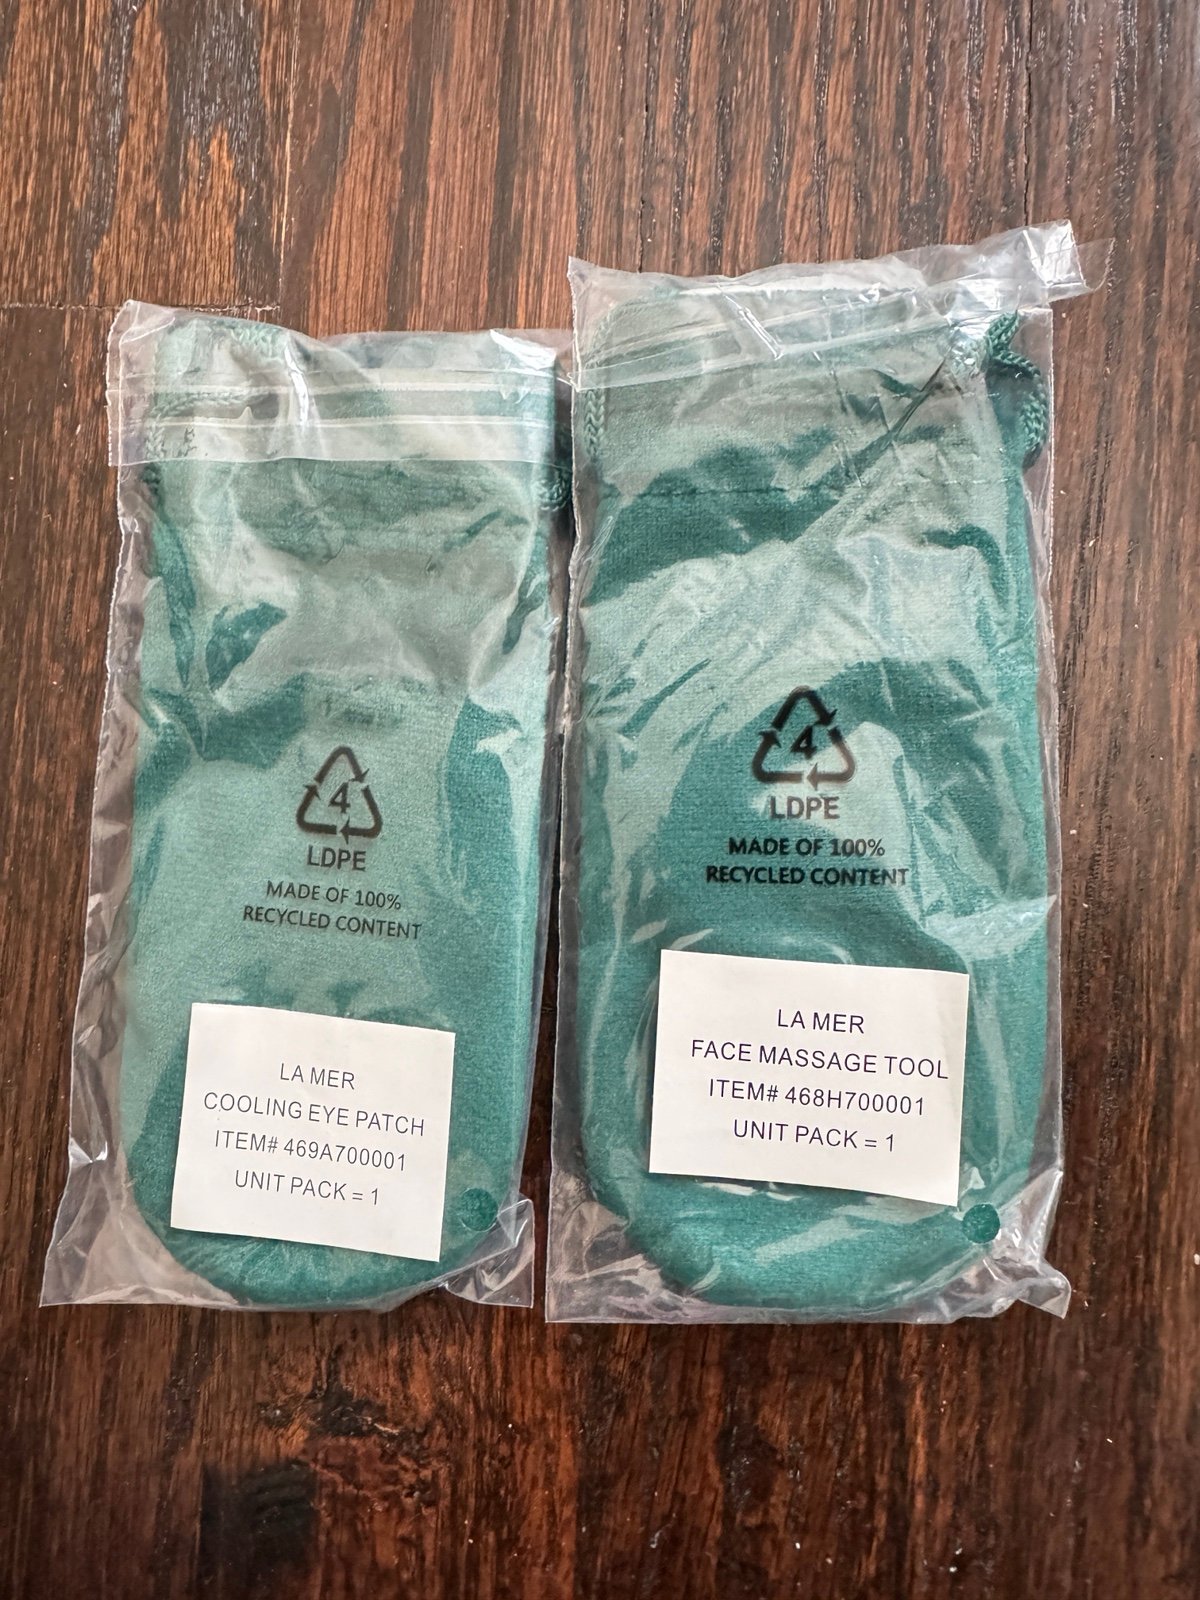 4
LDPE
MADE OF 100%
RECYCLED CONTENT
LA MER
COOLING EYE PATCH
ITEM# 469A700001
UNIT PACK = 1
4
LDPE
MADE OF 100%
RECYCLED CONTENT
LA MER
FACE MASSAGE TOOL
ITEM# 468H700001
UNIT PACK = 1